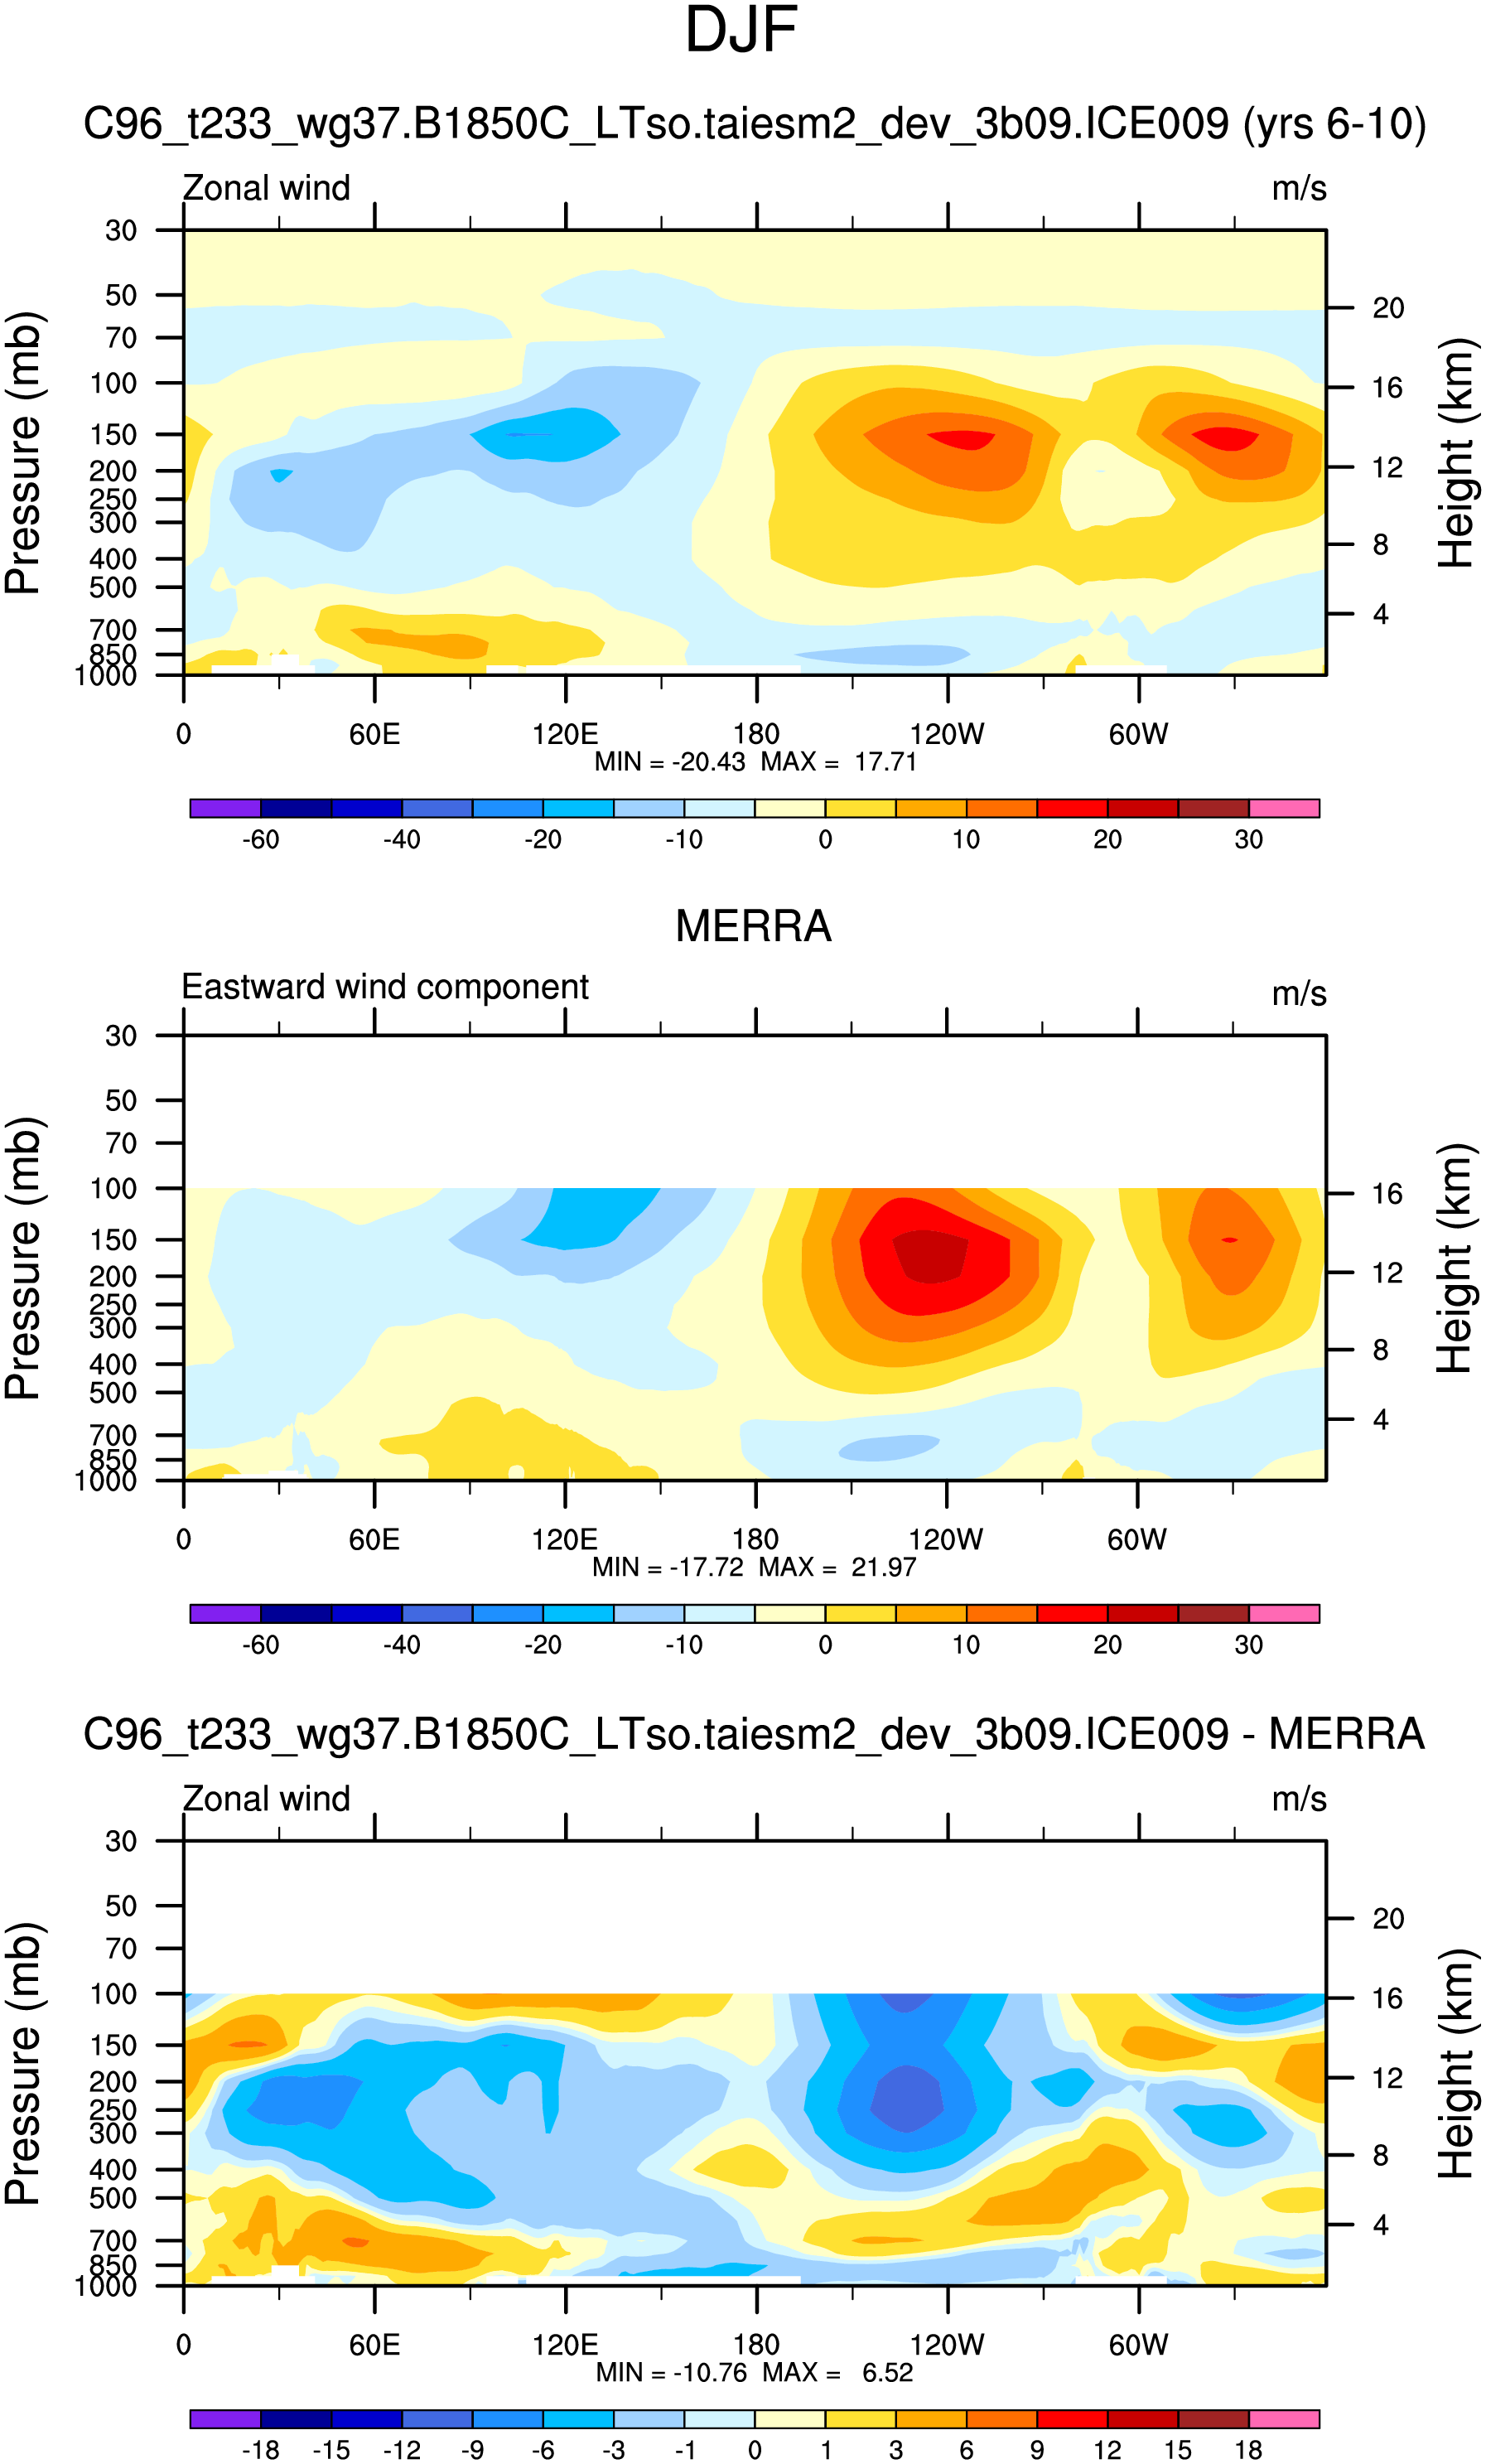 DJF
C96_t233_wg37.B1850C_LTso.taiesm2_dev_3b09.ICE009 (yrs 6-10)
Zonal wind m/s
Pressure (mb)
30
50
70
100
150
200
250
300
400
500
700
850
1000
20
16
12
8
4
Height (km)
0 60E 120E 180 120W 60W
MIN = -20.43 MAX = 17.71
-60 -40 -20 -10 0 10 20 30
MERRA
Eastward wind component m/s
Pressure (mb)
30
50
70
100
150
200
250
300
400
500
700
850
1000
16
12
8
4
Height (km)
0 60E 120E 180 120W 60W
MIN = -17.72 MAX = 21.97
-60 -40 -20 -10 0 10 20 30
C96_t233_wg37.B1850C_LTso.taiesm2_dev_3b09.ICE009 - MERRA
Zonal wind m/s
Pressure (mb)
30
50
70
100
150
200
250
300
400
500
700
850
1000
20
16
12
8
4
Height (km)
0 60E 120E 180 120W 60W
MIN = -10.76 MAX = 6.52
-18 -15 -12 -9 -6 -3 -1 0 1 3 6 9 12 15 18